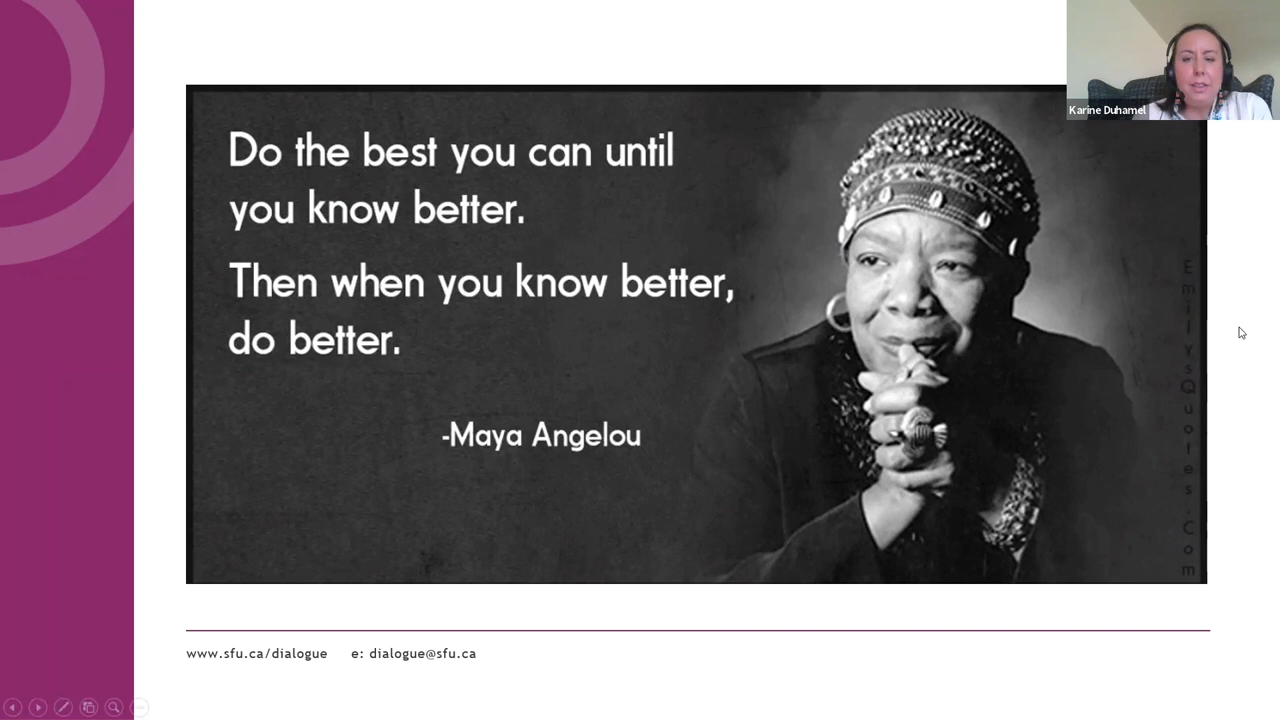 Karine Duhamel
Do the best you can until
you know better.
Then when you know better,
do better.
-Maya Angelou
EmilysQuotes.Com
www.sfu.ca/dialogue e: dialogue@sfu.ca